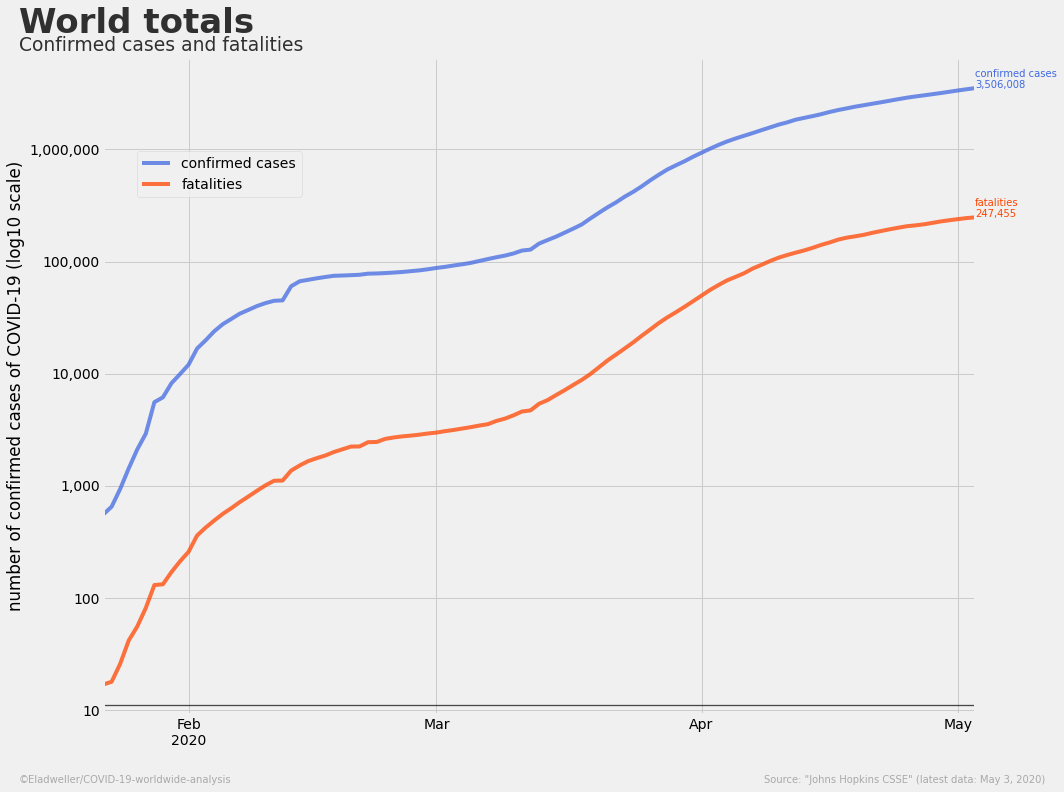 World totals
Confirmed cases and fatalities
confirmed cases
3,506,008
1,000,000
confirmed cases
fatalities
fatalities
247,455
number of confirmed cases of COVID-19 (log10 scale)
100,000
10,000
1,000
100
10
Feb
2020
Mar
Apr
May
©Eladweller/COVID-19-worldwide-analysis
Source: "Johns Hopkins CSSE" (latest data: May 3, 2020)